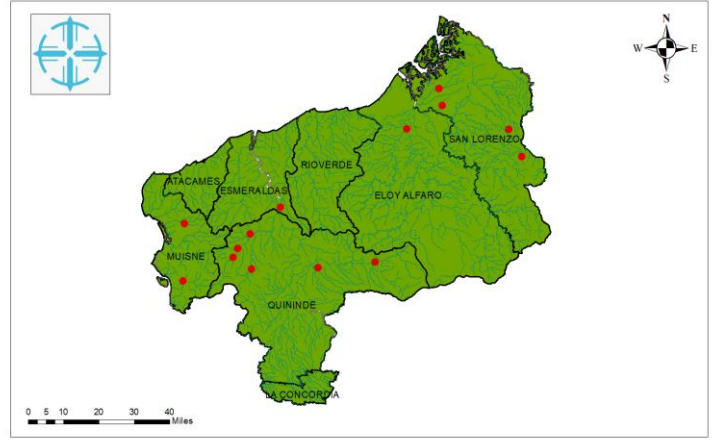 N
W E
S
SAN LORENZO
RIOVERDE
ATACAMES
ESMERALDAS
ELOY ALFARO
MUISNE
QUININDE
LA CONCORDIA
0 5 10 20 30 40
Miles